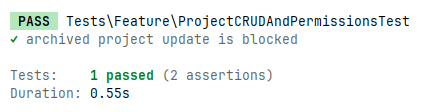 PASS Tests\Feature\ProjectCRUDAndPermissionsTest
✓ archived project update is blocked
Tests: 1 passed (2 assertions)
Duration: 0.55s